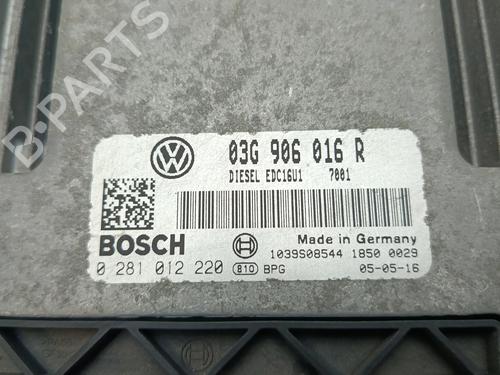 B-Parts
03G 906 016 R
DIESEL EDC16U1 7001
BOSCH
Made in Germany
1039S08544 1850 0029
0 281 012 220 810 BPG 05-05-16